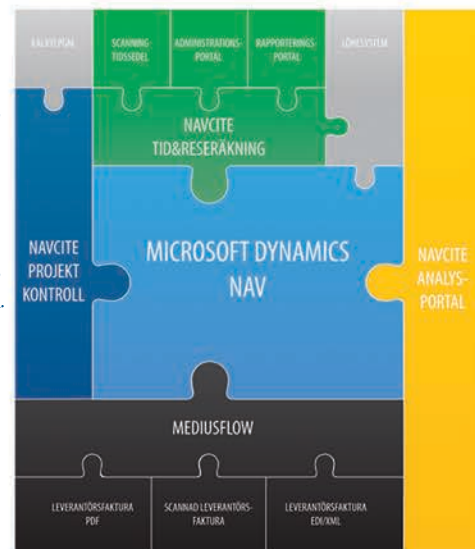 KALKYLPGM.
SCANNING-
TIDSSEDEL
ADMINISTRATIONS-
PORTAL
RAPPORTERINGS-
PORTAL
LÖNESYSTEM
NAVCITE
TID&RESERÄKNING
NAVCITE
PROJEKT
KONTROLL
MICROSOFT DYNAMICS
NAV
NAVCITE
ANALYS-
PORTAL
MEDIUSFLOW
LEVERANTÖRSFAKTURA
PDF
SCANNAD LEVERANTÖRS-
FAKTURA
LEVERANTÖRSFAKTURA
EDI/XML